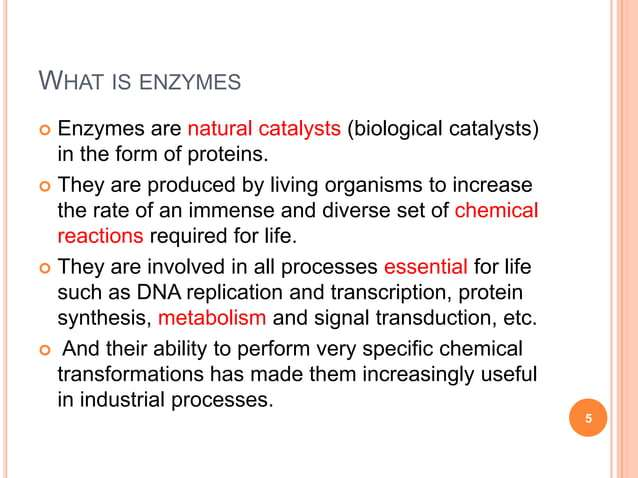 WHAT IS ENZYMES
Enzymes are natural catalysts (biological catalysts)
in the form of proteins.
They are produced by living organisms to increase
the rate of an immense and diverse set of chemical
reactions required for life.
They are involved in all processes essential for life
such as DNA replication and transcription, protein
synthesis, metabolism and signal transduction, etc.
And their ability to perform very specific chemical
transformations has made them increasingly useful
in industrial processes.
5